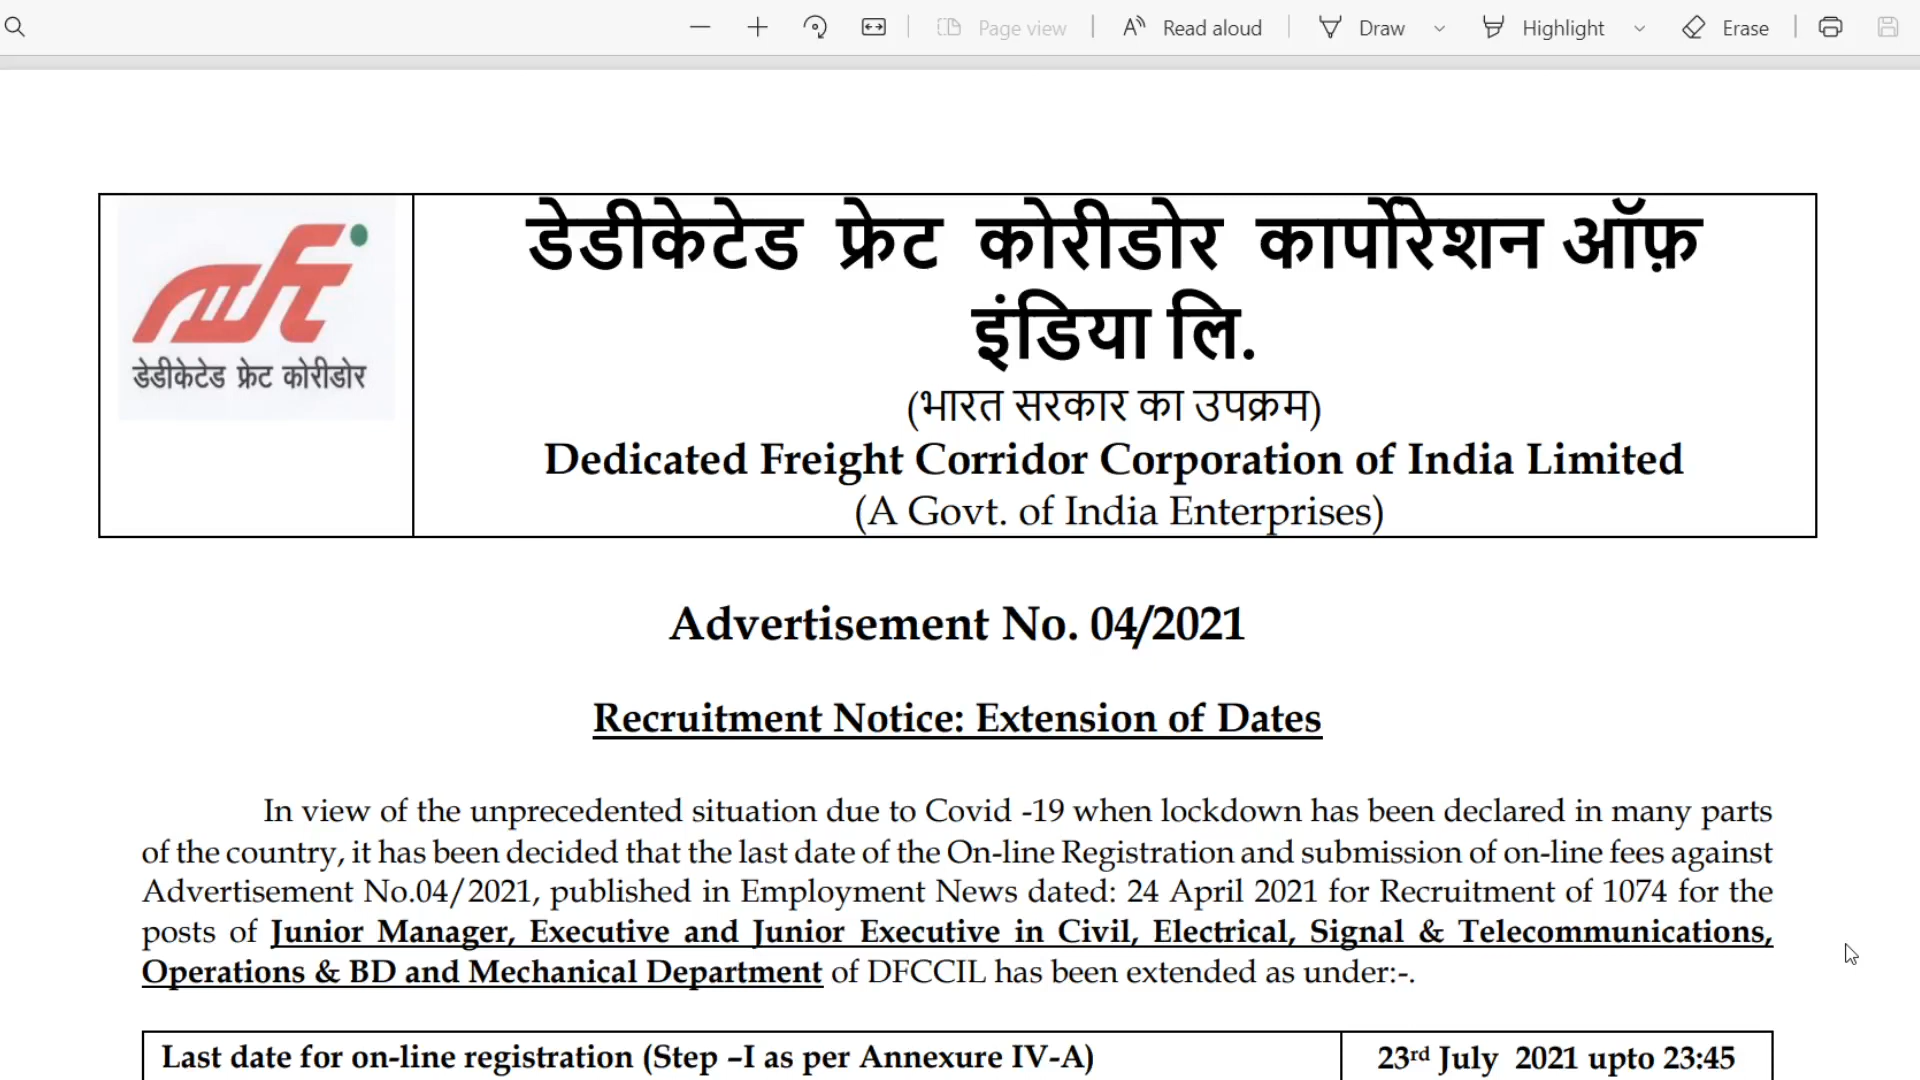 Page view
Read aloud
Draw
Highlight
Erase
डेडीकेटेड फ्रेट कोरीडोर कार्पोरेशन ऑफ़
इंडिया लि.
(भारत सरकार का उपक्रम)
Dedicated Freight Corridor Corporation of India Limited
(A Govt. of India Enterprises)
डेडीकेटेड फ्रेट कोरीडोर
Advertisement No. 04/2021
Recruitment Notice: Extension of Dates
In view of the unprecedented situation due to Covid -19 when lockdown has been declared in many parts
of the country, it has been decided that the last date of the On-line Registration and submission of on-line fees against
Advertisement No.04/2021, published in Employment News dated: 24 April 2021 for Recruitment of 1074 for the
posts of Junior Manager, Executive and Junior Executive in Civil, Electrical, Signal & Telecommunications,
Operations & BD and Mechanical Department of DFCCIL has been extended as under:-.
Last date for on-line registration (Step –I as per Annexure IV-A)
23rd July 2021 upto 23:45